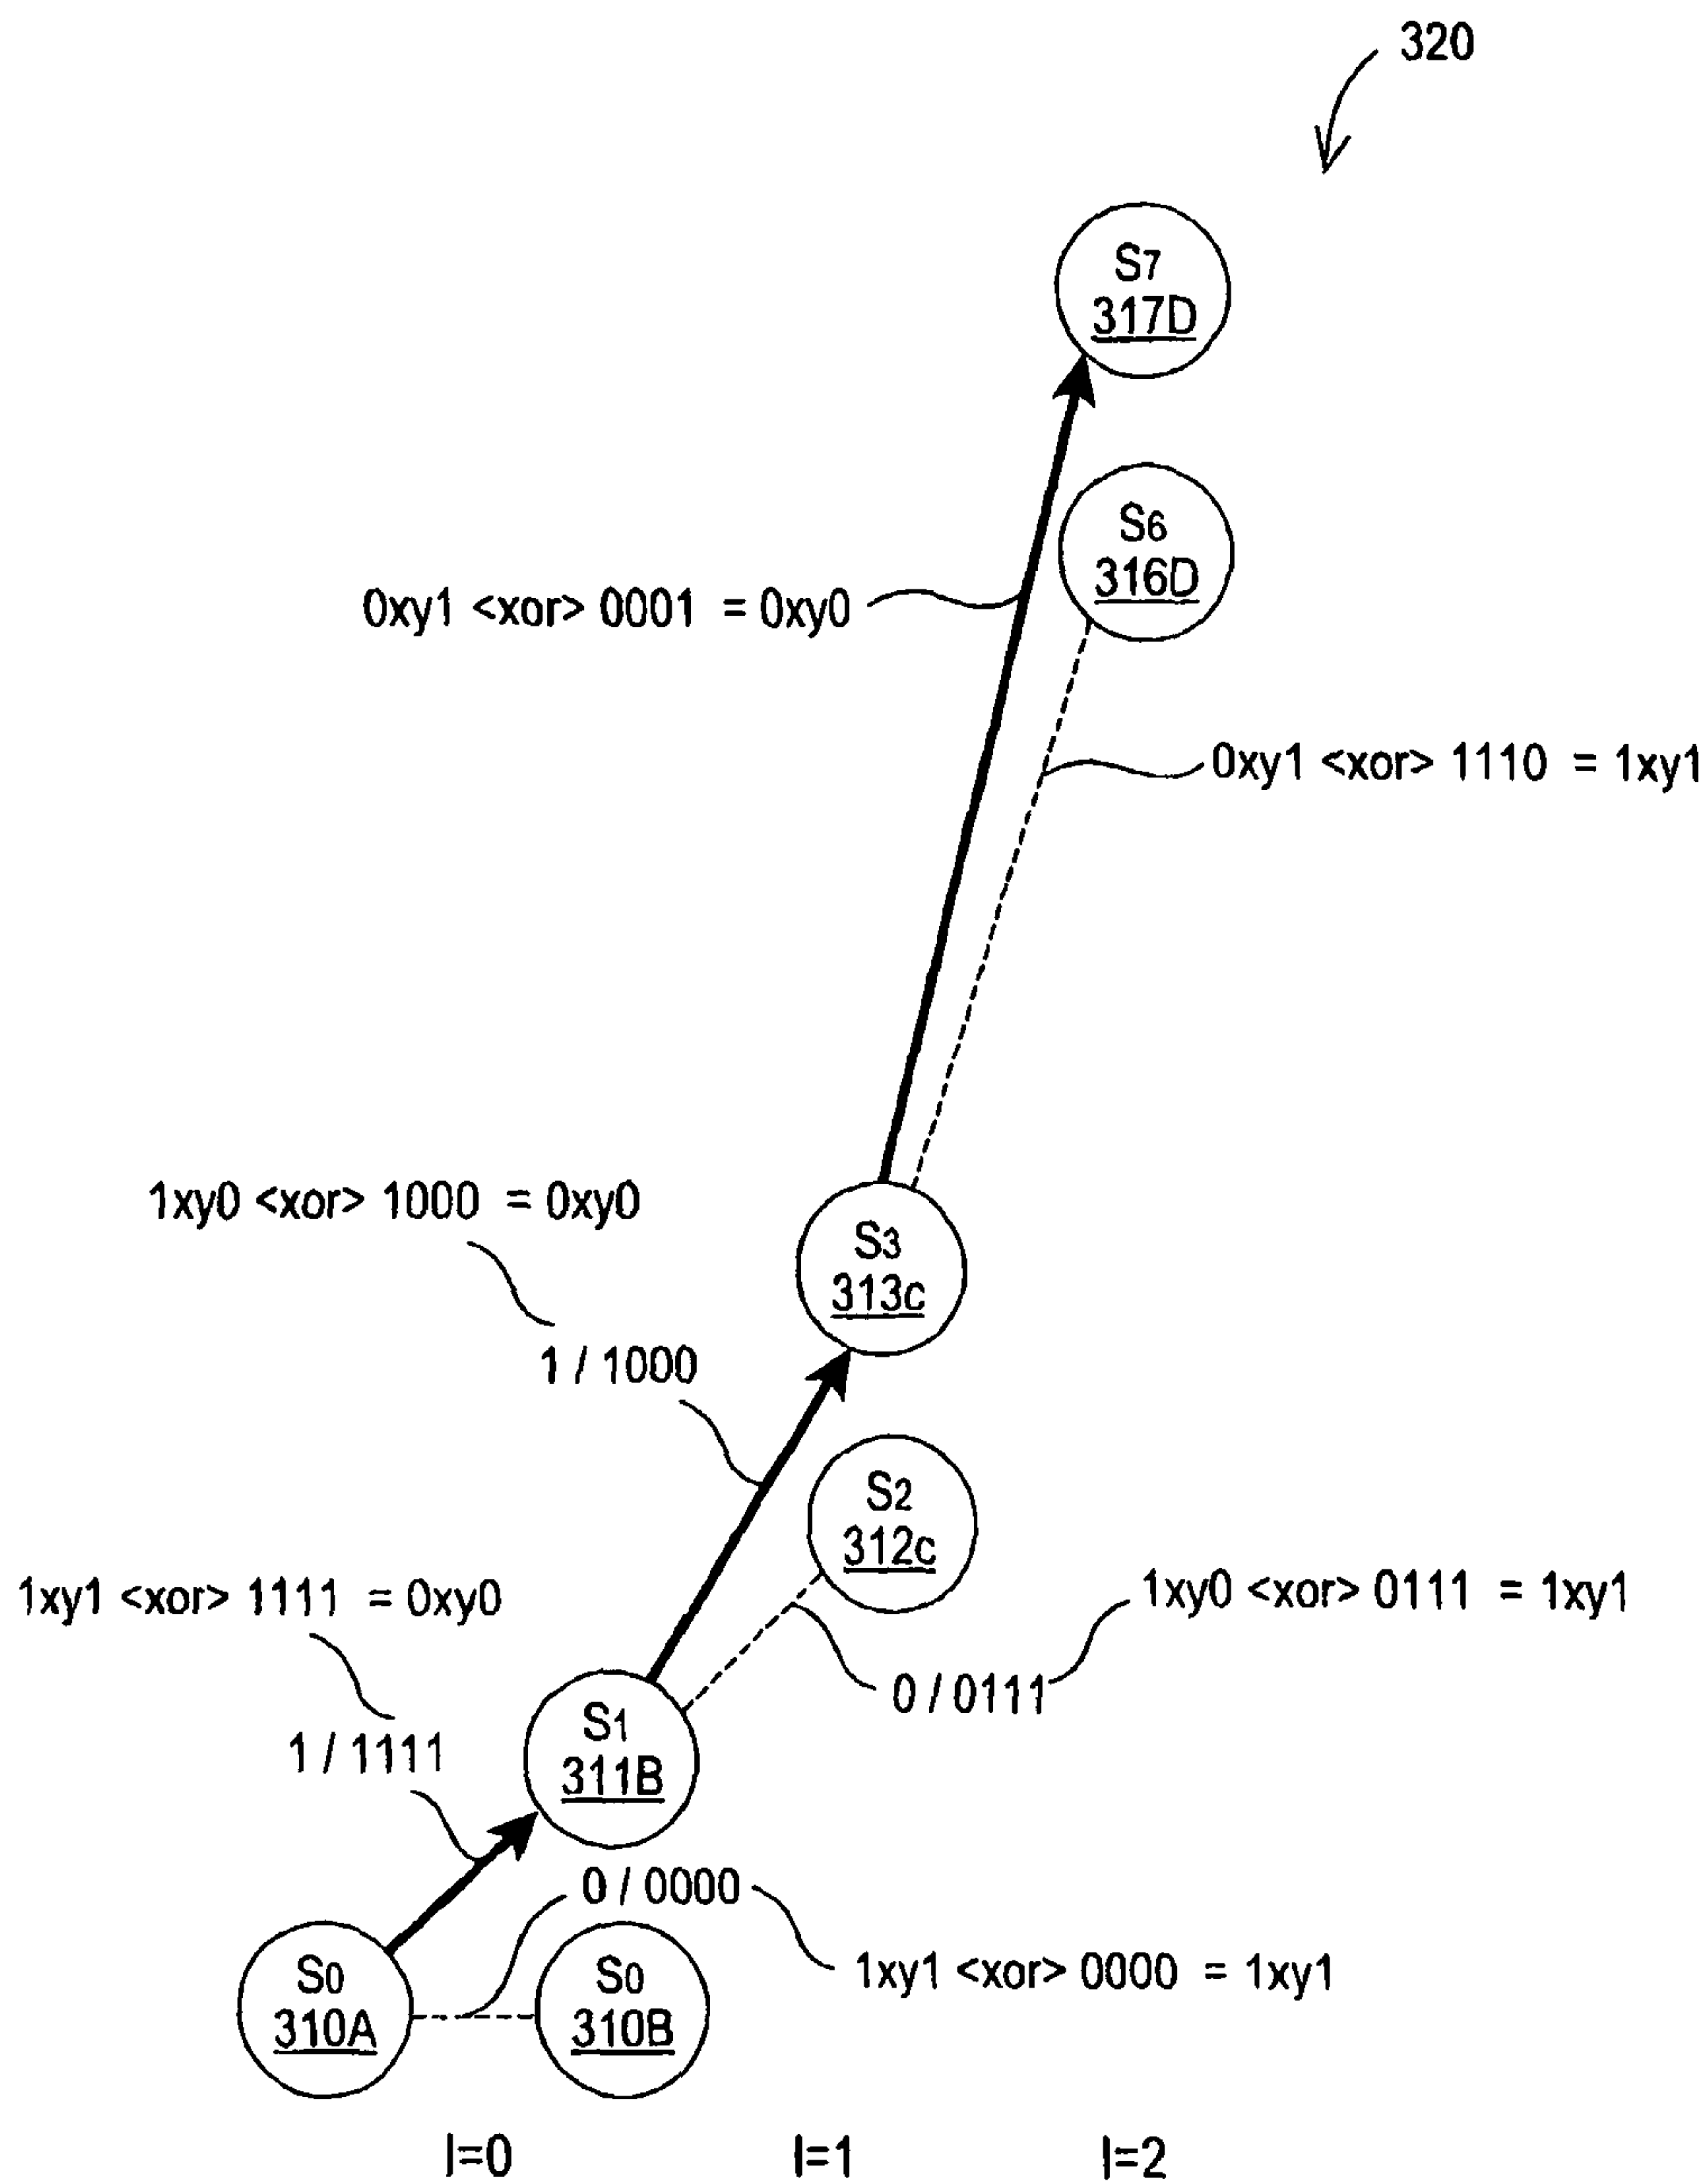 320
S7
317D
S6
316D
0xy1 <xor> 0001 = 0xy0
0xy1 <xor> 1110 = 1xy1
1xy0 <xor> 1000 = 0xy0
S3
313c
1 / 1000
S2
312c
1xy1 <xor> 1111 = 0xy0
1xy0 <xor> 0111 = 1xy1
0 / 0111
S1
311B
1 / 1111
0 / 0000
1xy1 <xor> 0000 = 1xy1
S0
310A
S0
310B
I=0
I=1
I=2